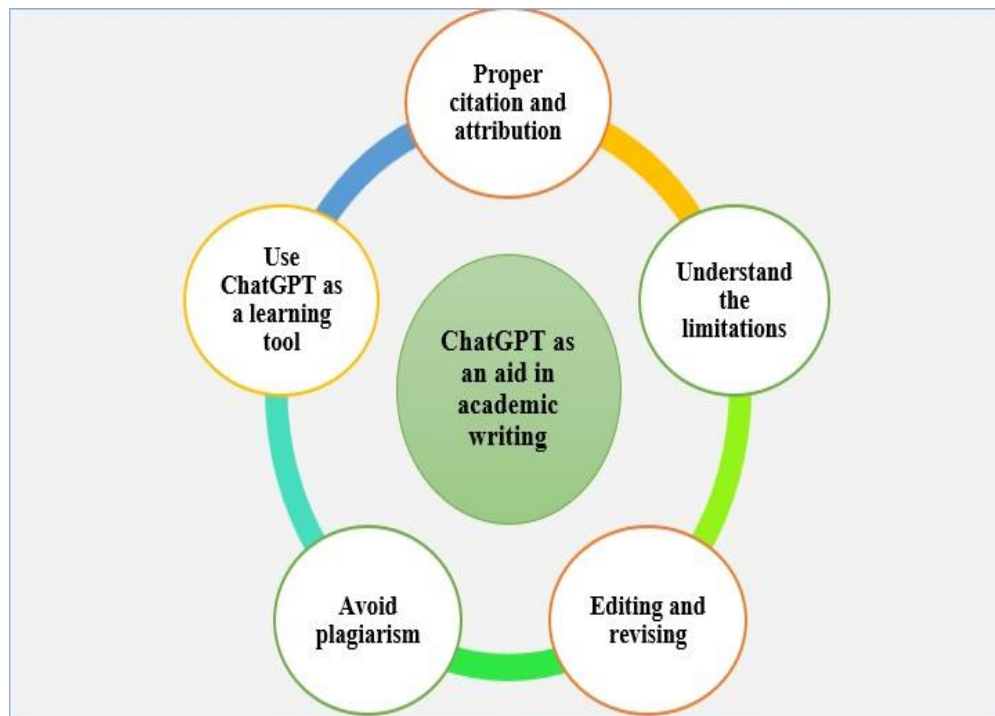 Proper
citation and
attribution
Understand
the
limitations
Editing and
revising
Avoid
plagiarism
Use
ChatGPT as
a learning
tool
ChatGPT as
an aid in
academic
writing